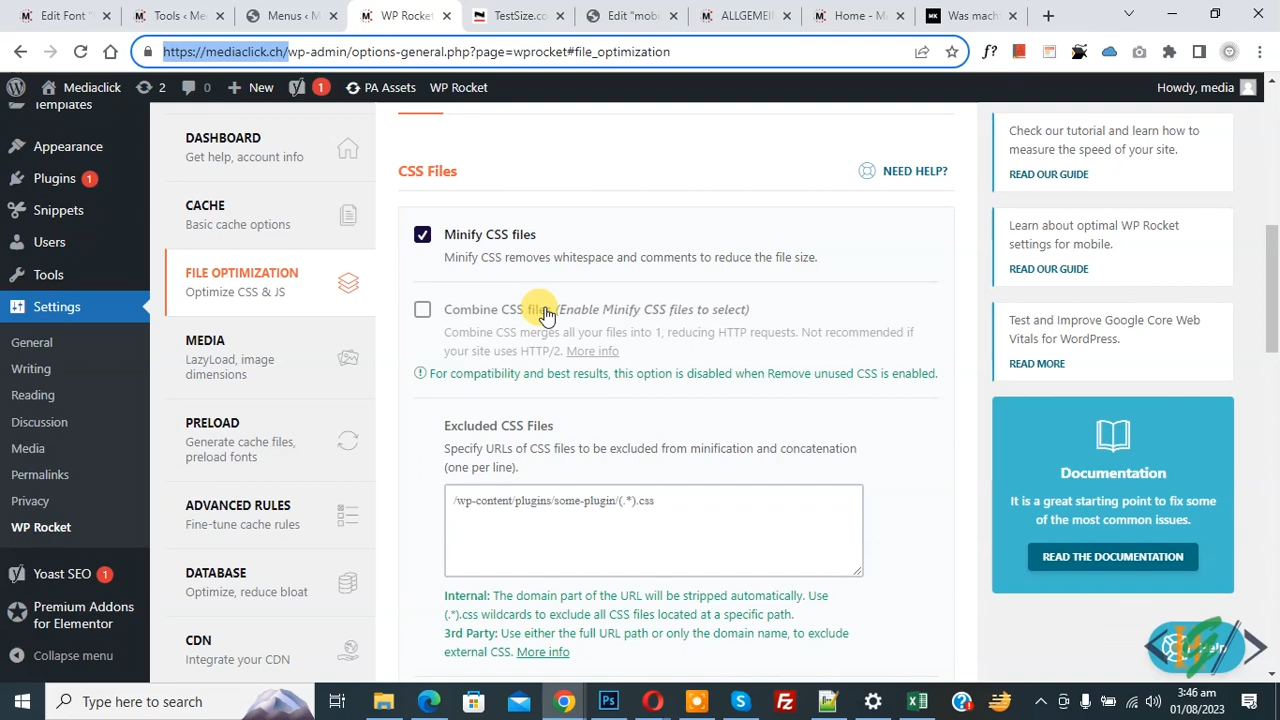 Edit Font "
Tools ‹ Me
Menus ‹ M
WP Rocket
TestSize.co
Edit "mob
ALLGEMEIN
Home - Me
Was mach
https://mediaclick.ch/wp-admin/options-general.php?page=wprocket#file_optimization
f?
Mediaclick
2
0
New
1
PA Assets
WP Rocket
Howdy, media
Templates
Appearance
Plugins 1
Snippets
Users
Tools
Settings
General
Writing
Reading
Discussion
Media
Permalinks
Privacy
WP Rocket
Yoast SEO 1
Premium Addons
for Elementor
Collapse menu
DASHBOARD
Get help, account info
CACHE
Basic cache options
FILE OPTIMIZATION
Optimize CSS & JS
MEDIA
LazyLoad, image
dimensions
PRELOAD
Generate cache files,
preload fonts
ADVANCED RULES
Fine-tune cache rules
DATABASE
Optimize, reduce bloat
CDN
Integrate your CDN
CSS Files
NEED HELP?
Minify CSS files
Minify CSS removes whitespace and comments to reduce the file size.
Combine CSS files (Enable Minify CSS files to select)
Combine CSS merges all your files into 1, reducing HTTP requests. Not recommended if
your site uses HTTP/2. More info
For compatibility and best results, this option is disabled when Remove unused CSS is enabled.
Excluded CSS Files
Specify URLs of CSS files to be excluded from minification and concatenation
(one per line).
/wp-content/plugins/some-plugin/(.*).css
Internal: The domain part of the URL will be stripped automatically. Use
(.*).css wildcards to exclude all CSS files located at a specific path.
3rd Party: Use either the full URL path or only the domain name, to exclude
external CSS. More info
Check our tutorial and learn how to
measure the speed of your site.
READ OUR GUIDE
Learn about optimal WP Rocket
settings for mobile.
READ OUR GUIDE
Test and Improve Google Core Web
Vitals for WordPress.
READ MORE
Documentation
It is a great starting point to fix some
of the most common issues.
READ THE DOCUMENTATION
Type here to search
3:46 am
01/08/2023